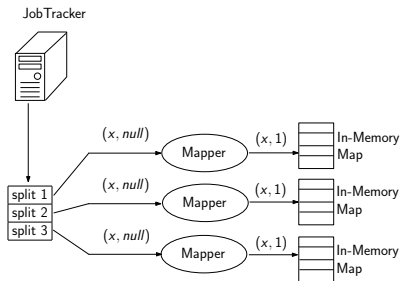 JobTracker
(x, null)
Mapper
(x, 1)
In-Memory
Map
split 1
split 2
split 3
(x, null)
Mapper
(x, 1)
In-Memory
Map
(x, null)
Mapper
(x, 1)
In-Memory
Map